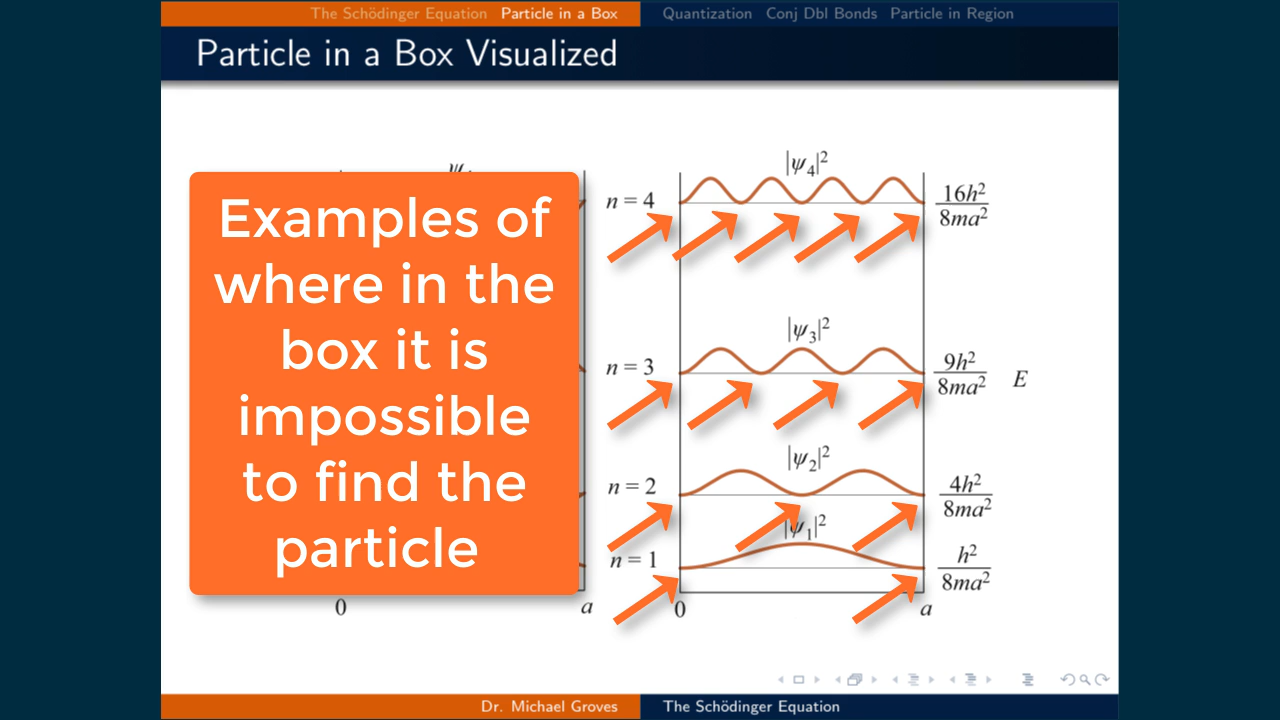 The Schödinger Equation Particle in a Box Quantization Conj Dbl Bonds Particle in Region
Particle in a Box Visualized
Examples of
where in the
box it is
impossible
to find the
particle
|ψ₄|²
n = 4
16h²
8ma²
|ψ₃|²
n = 3
9h²
8ma²
E
|ψ₂|²
n = 2
4h²
8ma²
|ψ₁|²
n = 1
h²
8ma²
0 a 0 a
Dr. Michael Groves The Schödinger Equation